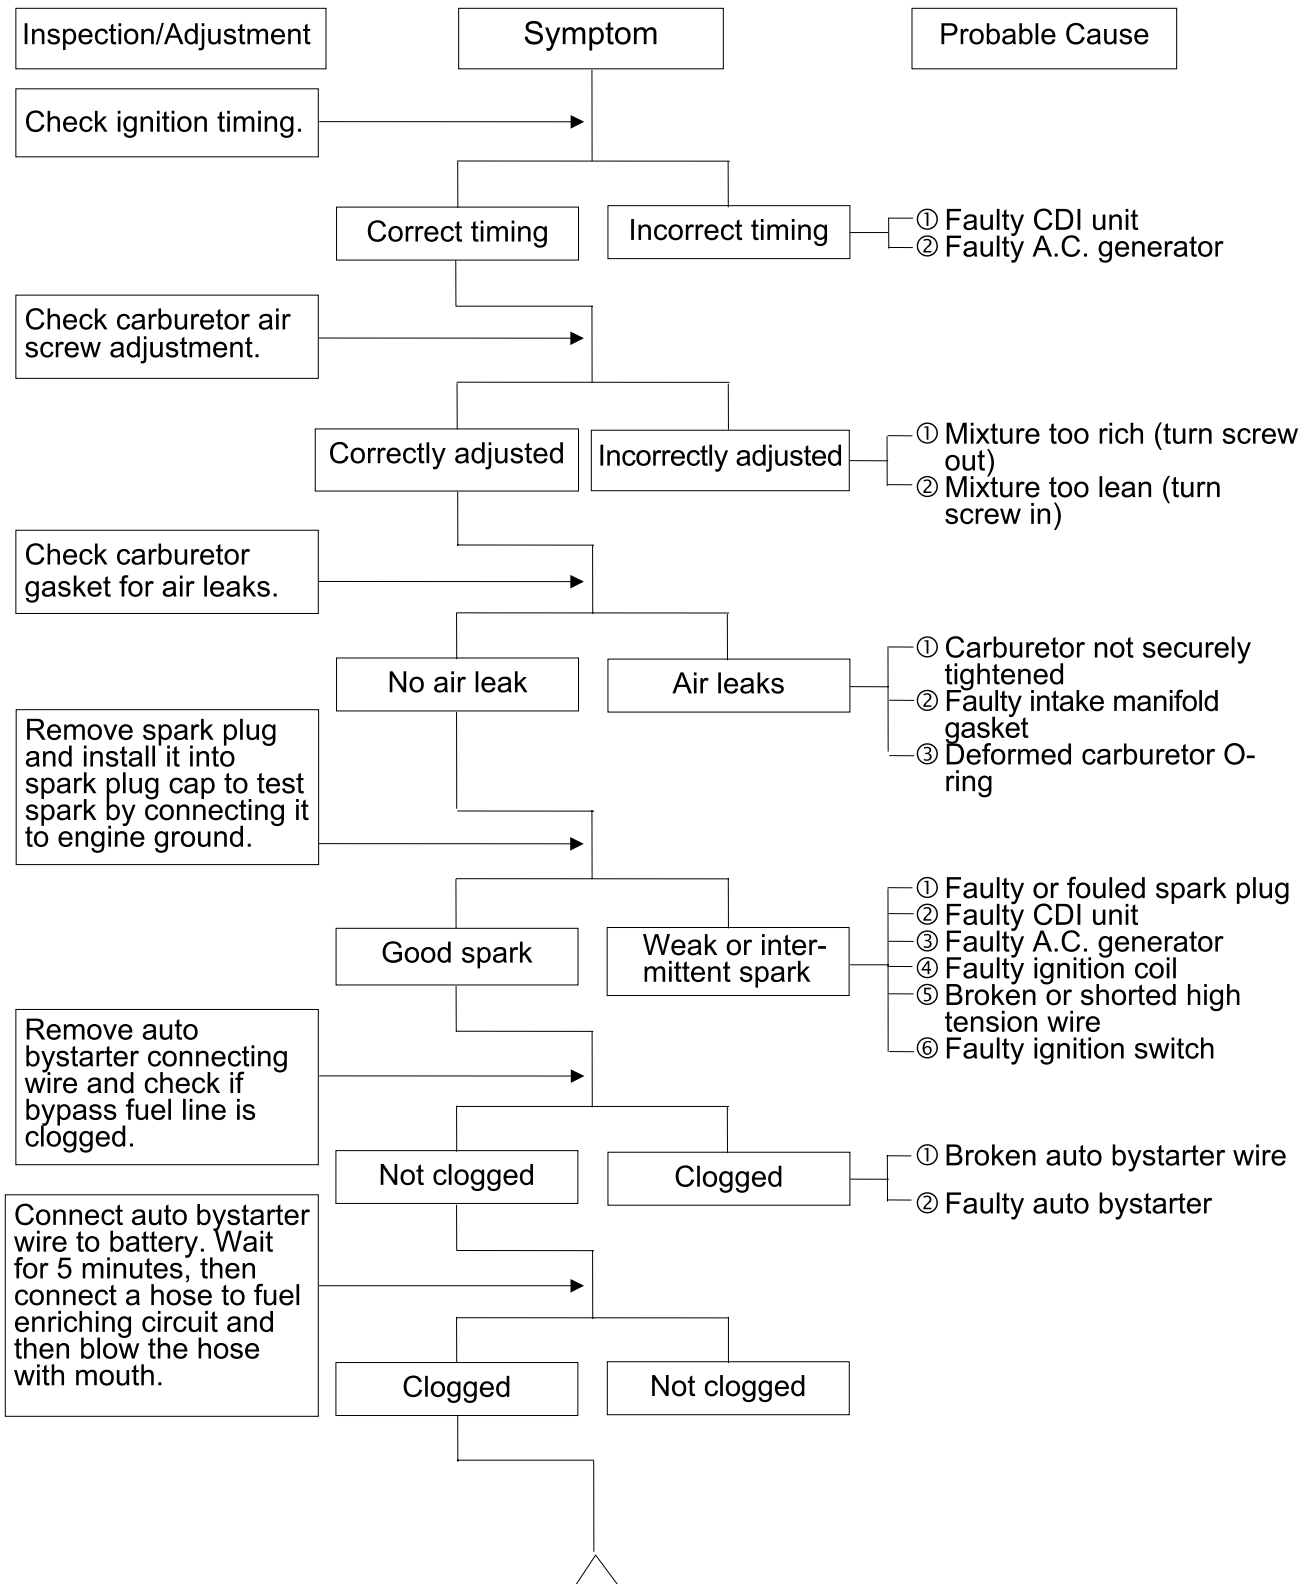 Inspection/Adjustment
Symptom
Probable Cause
Check ignition timing.
Correct timing
Incorrect timing
① Faulty CDI unit
② Faulty A.C. generator
Check carburetor air
screw adjustment.
Correctly adjusted
Incorrectly adjusted
① Mixture too rich (turn screw
out)
② Mixture too lean (turn
screw in)
Check carburetor
gasket for air leaks.
No air leak
Air leaks
① Carburetor not securely
tightened
② Faulty intake manifold
gasket
③ Deformed carburetor O-
ring
Remove spark plug
and install it into
spark plug cap to test
spark by connecting it
to engine ground.
Good spark
Weak or inter-
mittent spark
① Faulty or fouled spark plug
② Faulty CDI unit
③ Faulty A.C. generator
④ Faulty ignition coil
⑤ Broken or shorted high
tension wire
⑥ Faulty ignition switch
Remove auto
bystarter connecting
wire and check if
bypass fuel line is
clogged.
Not clogged
Clogged
① Broken auto bystarter wire
② Faulty auto bystarter
Connect auto bystarter
wire to battery. Wait
for 5 minutes, then
connect a hose to fuel
enriching circuit and
then blow the hose
with mouth.
Clogged
Not clogged